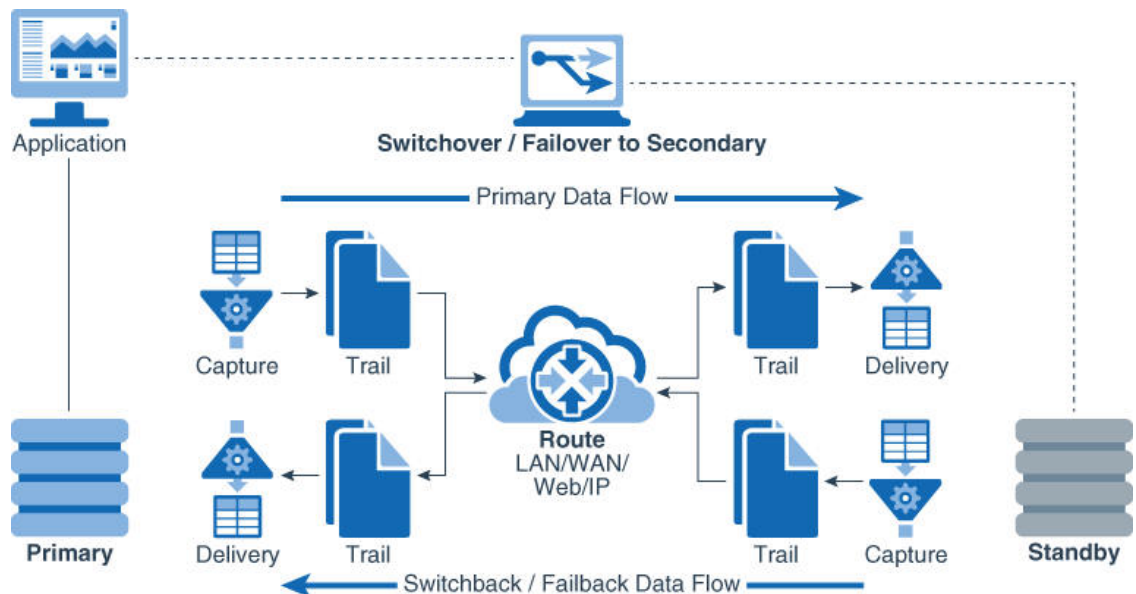 Application
Switchover / Failover to Secondary
Primary Data Flow
Capture
Trail
Trail
Delivery
Route
LAN/WAN/
Web/IP
Primary
Delivery
Trail
Trail
Capture
Standby
Switchback / Failback Data Flow